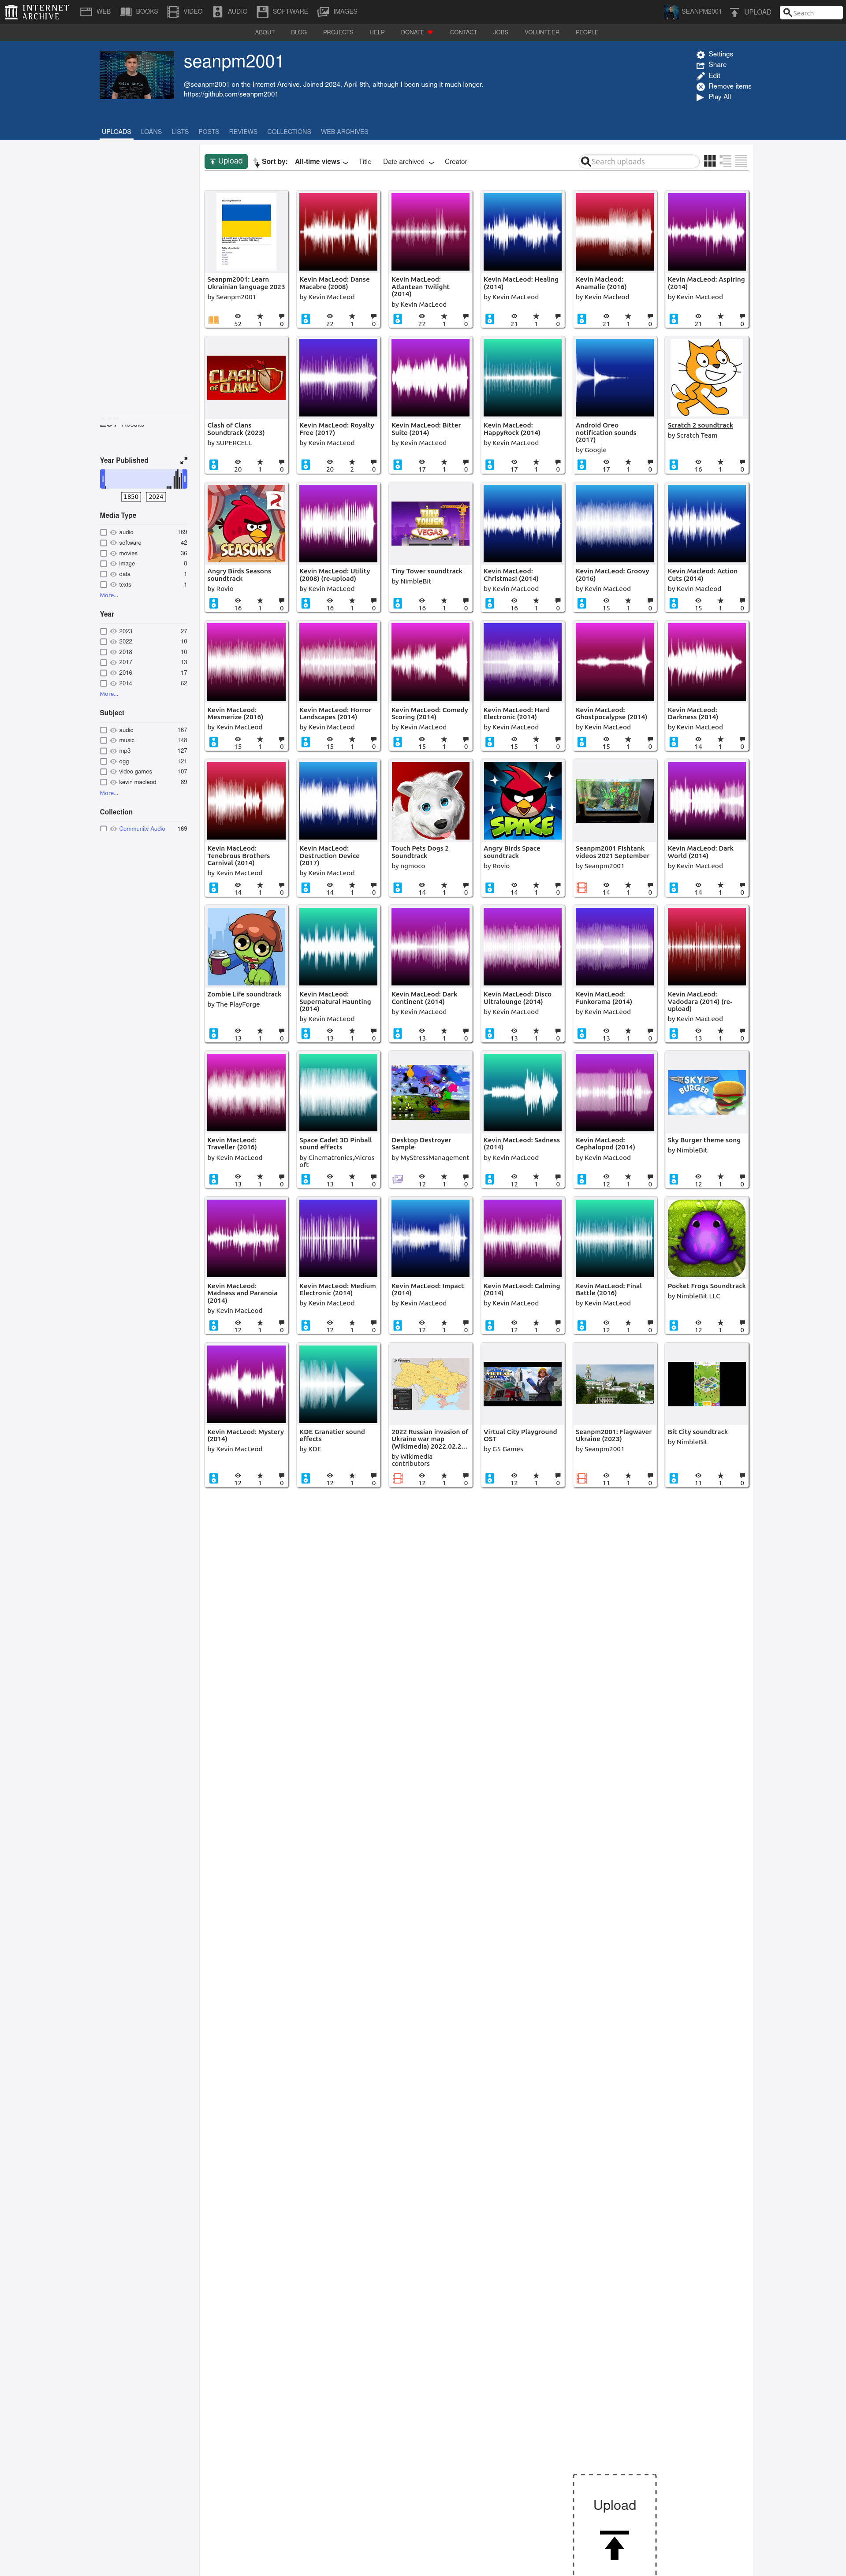 INTERNET ARCHIVE
WEB BOOKS VIDEO AUDIO SOFTWARE IMAGES
SEANPM2001 UPLOAD Search
ABOUT BLOG PROJECTS HELP DONATE CONTACT JOBS VOLUNTEER PEOPLE
seanpm2001
@seanpm2001 on the Internet Archive. Joined 2024, April 8th, although I been using it much longer.
https://github.com/seanpm2001
Settings
Share
Edit
Remove items
Play All
UPLOADS LOANS LISTS POSTS REVIEWS COLLECTIONS WEB ARCHIVES
Upload Sort by: All-time views Title Date archived Creator Search uploads
Year Published
1850 - 2024
Media Type
audio 169
software 42
movies 36
image 8
data 1
texts 1
More...
Year
2023 27
2022 10
2018 10
2017 13
2016 17
2014 62
More...
Subject
audio 167
music 148
mp3 127
ogg 121
video games 107
kevin macleod 89
More...
Collection
Community Audio 169
Seanpm2001: Learn
Ukrainian language 2023
by Seanpm2001
52 1 0
Kevin MacLeod: Danse
Macabre (2008)
by Kevin MacLeod
22 1 0
Kevin MacLeod:
Atlantean Twilight
(2014)
by Kevin MacLeod
22 1 0
Kevin MacLeod: Healing
(2014)
by Kevin MacLeod
21 1 0
Kevin Macleod:
Anamalie (2016)
by Kevin Macleod
21 1 0
Kevin MacLeod: Aspiring
(2014)
by Kevin MacLeod
21 1 0
CLASH OF CLANS
Clash of Clans
Soundtrack (2023)
by SUPERCELL
20 1 0
Kevin MacLeod: Royalty
Free (2017)
by Kevin MacLeod
20 2 0
Kevin MacLeod: Bitter
Suite (2014)
by Kevin MacLeod
17 1 0
Kevin MacLeod:
HappyRock (2014)
by Kevin MacLeod
17 1 0
Android Oreo
notification sounds
(2017)
by Google
17 1 0
Scratch 2 soundtrack
by Scratch Team
16 1 0
SEASONS
Angry Birds Seasons
soundtrack
by Rovio
16 1 0
Kevin MacLeod: Utility
(2008) (re-upload)
by Kevin MacLeod
16 1 0
TINY TOWER VEGAS
Tiny Tower soundtrack
by NimbleBit
16 1 0
Kevin MacLeod:
Christmas! (2014)
by Kevin MacLeod
16 1 0
Kevin MacLeod: Groovy
(2016)
by Kevin MacLeod
15 1 0
Kevin Macleod: Action
Cuts (2014)
by Kevin Macleod
15 1 0
Kevin MacLeod:
Mesmerize (2016)
by Kevin MacLeod
15 1 0
Kevin MacLeod: Horror
Landscapes (2014)
by Kevin MacLeod
15 1 0
Kevin MacLeod: Comedy
Scoring (2014)
by Kevin MacLeod
15 1 0
Kevin MacLeod: Hard
Electronic (2014)
by Kevin MacLeod
15 1 0
Kevin MacLeod:
Ghostpocalypse (2014)
by Kevin MacLeod
15 1 0
Kevin MacLeod:
Darkness (2014)
by Kevin MacLeod
14 1 0
Kevin MacLeod:
Tenebrous Brothers
Carnival (2014)
by Kevin MacLeod
14 1 0
Kevin MacLeod:
Destruction Device
(2017)
by Kevin MacLeod
14 1 0
Touch Pets Dogs 2
Soundtrack
by ngmoco
14 1 0
SPACE
Angry Birds Space
soundtrack
by Rovio
14 1 0
Seanpm2001 Fishtank
videos 2021 September
by Seanpm2001
14 1 0
Kevin MacLeod: Dark
World (2014)
by Kevin MacLeod
14 1 0
Zombie Life soundtrack
by The PlayForge
13 1 0
Kevin MacLeod:
Supernatural Haunting
(2014)
by Kevin MacLeod
13 1 0
Kevin MacLeod: Dark
Continent (2014)
by Kevin MacLeod
13 1 0
Kevin MacLeod: Disco
Ultralounge (2014)
by Kevin MacLeod
13 1 0
Kevin MacLeod:
Funkorama (2014)
by Kevin MacLeod
13 1 0
Kevin MacLeod:
Vadodara (2014) (re-
upload)
by Kevin MacLeod
13 1 0
Kevin MacLeod:
Traveller (2016)
by Kevin MacLeod
13 1 0
Space Cadet 3D Pinball
sound effects
by Cinematronics,Micros
oft
13 1 0
Desktop Destroyer
Sample
by MyStressManagement
12 1 0
Kevin MacLeod: Sadness
(2014)
by Kevin MacLeod
12 1 0
Kevin MacLeod:
Cephalopod (2014)
by Kevin MacLeod
12 1 0
SKY BURGER
Sky Burger theme song
by NimbleBit
12 1 0
Kevin MacLeod:
Madness and Paranoia
(2014)
by Kevin MacLeod
12 1 0
Kevin MacLeod: Medium
Electronic (2014)
by Kevin MacLeod
12 1 0
Kevin MacLeod: Impact
(2014)
by Kevin MacLeod
12 1 0
Kevin MacLeod: Calming
(2014)
by Kevin MacLeod
12 1 0
Kevin MacLeod: Final
Battle (2016)
by Kevin MacLeod
12 1 0
Pocket Frogs Soundtrack
by NimbleBit LLC
12 1 0
Kevin MacLeod: Mystery
(2014)
by Kevin MacLeod
12 1 0
KDE Granatier sound
effects
by KDE
12 1 0
2022 Russian invasion of
Ukraine war map
(Wikimedia) 2022.02.2...
by Wikimedia
contributors
12 1 0
Virtual City Playground
OST
by G5 Games
12 1 0
Seanpm2001: Flagwaver
Ukraine (2023)
by Seanpm2001
11 1 0
Bit City soundtrack
by NimbleBit
11 1 0
Upload